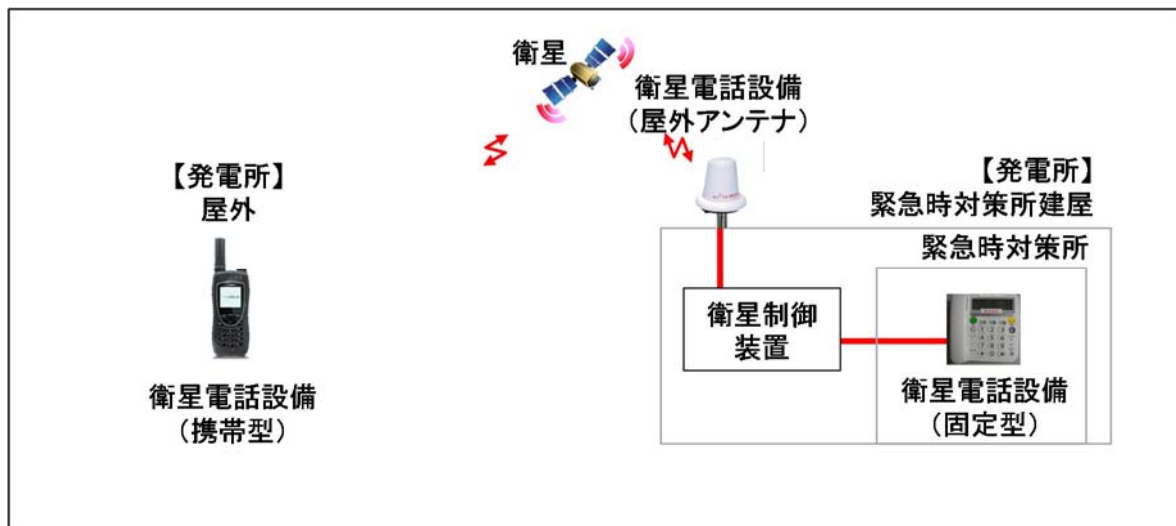 衛星
衛星電話設備
（屋外アンテナ）
【発電所】
屋外
【発電所】
緊急時対策所建屋
緊急時対策所
衛星制御
装置
衛星電話設備
（携帯型）
衛星電話設備
（固定型）